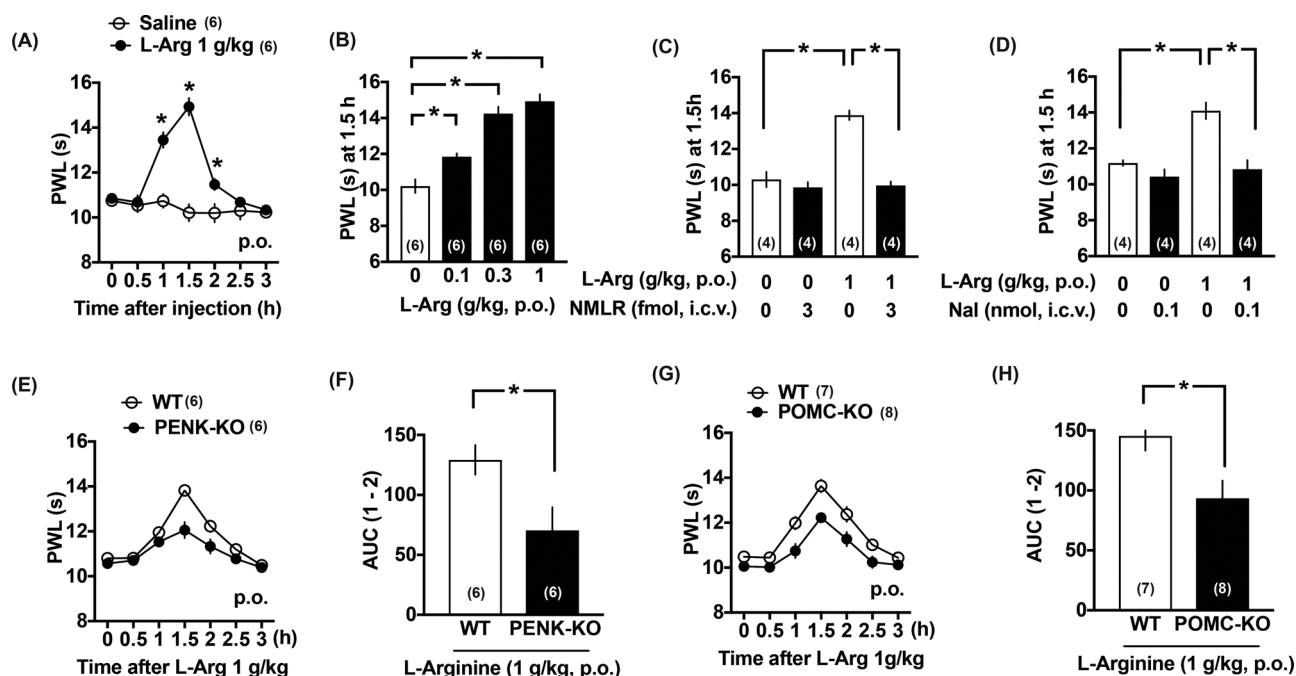 (A)
Saline (6)
L-Arg 1 g/kg (6)
PWL (s)
16
14
12
10
8
* * *
p.o.
0 0.5 1 1.5 2 2.5 3
Time after injection (h)
(B)
PWL (s) at 1.5 h
16
14
12
10
8
6
*
*
*
(6) (6) (6) (6)
0 0.1 0.3 1
L-Arg (g/kg, p.o.)
(C)
PWL (s) at 1.5h
16
14
12
10
8
6
* *
(4) (4) (4) (4)
L-Arg (g/kg, p.o.) 0 0 1 1
NMLR (fmol, i.c.v.) 0 3 0 3
(D)
PWL (s) at 1.5 h
16
14
12
10
8
6
* *
(4) (4) (4) (4)
L-Arg (g/kg, p.o.) 0 0 1 1
Nal (nmol, i.c.v.) 0 0.1 0 0.1
(E)
WT (6)
PENK-KO (6)
PWL (s)
16
14
12
10
8
p.o.
0 0.5 1 1.5 2 2.5 3 (h)
Time after L-Arg 1 g/kg
(F)
AUC (1 - 2)
150
100
50
0
*
(6) (6)
WT PENK-KO
L-Arginine (1 g/kg, p.o.)
(G)
WT (7)
POMC-KO (8)
PWL (s)
16
14
12
10
8
p.o.
0 0.5 1 1.5 2 2.5 3 (h)
Time after L-Arg 1g/kg
(H)
AUC (1 -2)
150
100
50
0
*
(7) (8)
WT POMC-KO
L-Arginine (1 g/kg, p.o.)